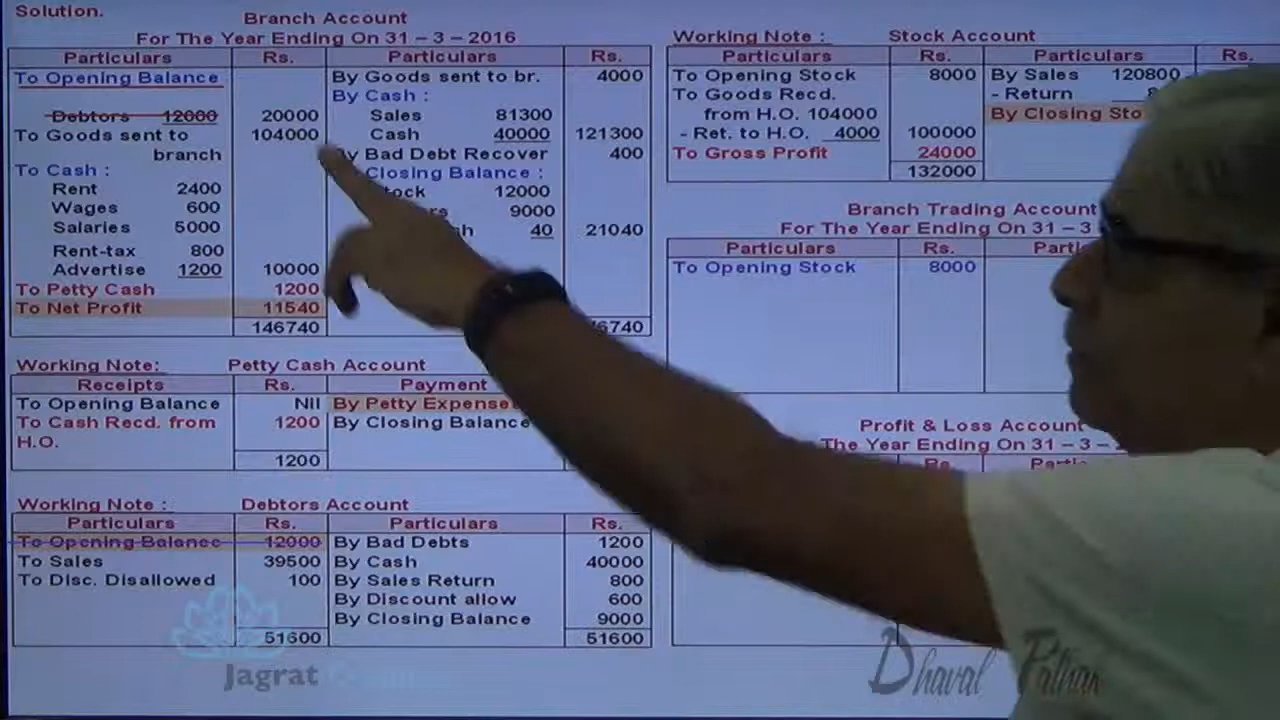 Solution.
Branch Account
For The Year Ending On 31 – 3 – 2016
Particulars Rs. Particulars Rs.
To Opening Balance By Goods sent to br. 4000
By Cash :
Debtors 12000 20000 Sales 81300
To Goods sent to 104000 Cash 40000 121300
branch By Bad Debt Recover 400
To Cash : Closing Balance :
Rent 2400 12000
Wages 600 9000
Salaries 5000 40 21040
Rent-tax 800
Advertise 1200 10000
To Petty Cash 1200
To Net Profit 11540
146740 6740
Working Note: Petty Cash Account
Receipts Rs. Payment
To Opening Balance Nil By Petty Expense
To Cash Recd. from 1200 By Closing Balance
H.O.
1200
Working Note : Debtors Account
Particulars Rs. Particulars Rs.
To Opening Balance 12000 By Bad Debts 1200
To Sales 39500 By Cash 40000
To Disc. Disallowed 100 By Sales Return 800
By Discount allow 600
By Closing Balance 9000
51600 51600
Working Note : Stock Account
Particulars Rs. Particulars Rs.
To Opening Stock 8000 By Sales 120800
To Goods Recd. - Return
from H.O. 104000 By Closing Sto
- Ret. to H.O. 4000 100000
To Gross Profit 24000
132000
Branch Trading Account
For The Year Ending On 31 – 3
Particulars Rs.
To Opening Stock 8000
Profit & Loss Account
The Year Ending On 31 – 3 –
Rs.
Jagrat
Dhaval